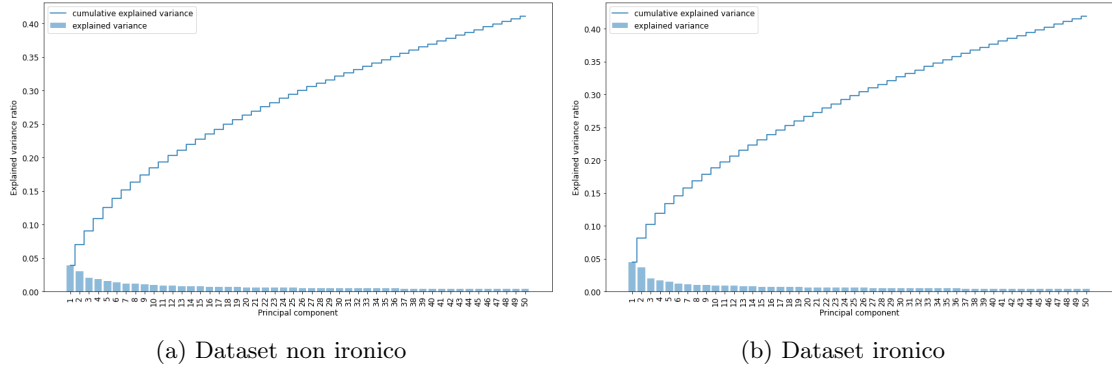 cumulative explained variance
explained variance
Explained variance ratio
0.40
0.35
0.30
0.25
0.20
0.15
0.10
0.05
0.00
1 2 3 4 5 6 7 8 9 10 11 12 13 14 15 16 17 18 19 20 21 22 23 24 25 26 27 28 29 30 31 32 33 34 35 36 37 38 39 40 41 42 43 44 45 46 47 48 49 50
Principal component
(a) Dataset non ironico
cumulative explained variance
explained variance
Explained variance ratio
0.40
0.35
0.30
0.25
0.20
0.15
0.10
0.05
0.00
1 2 3 4 5 6 7 8 9 10 11 12 13 14 15 16 17 18 19 20 21 22 23 24 25 26 27 28 29 30 31 32 33 34 35 36 37 38 39 40 41 42 43 44 45 46 47 48 49 50
Principal component
(b) Dataset ironico